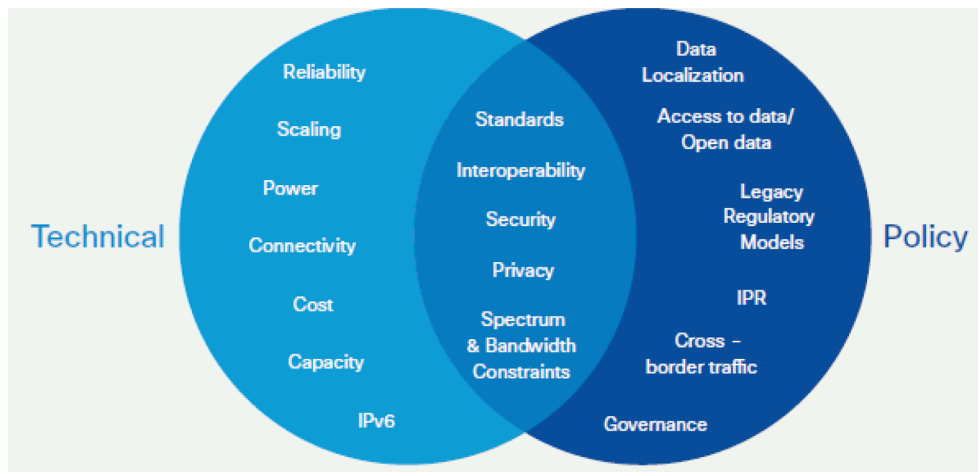 Technical
Reliability
Scaling
Power
Connectivity
Cost
Capacity
IPv6
Standards
Interoperability
Security
Privacy
Spectrum
& Bandwidth
Constraints
Data
Localization
Access to data/
Open data
Legacy
Regulatory
Models
IPR
Cross –
border traffic
Governance
Policy